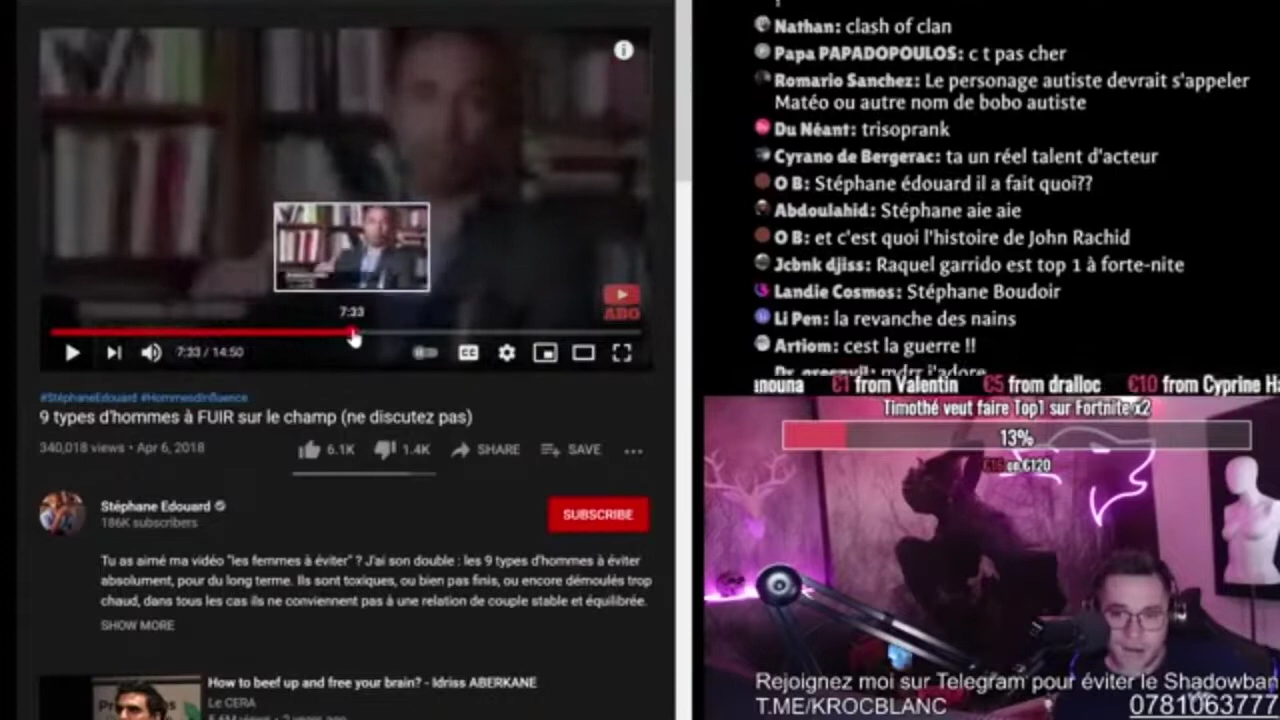 ABO
7:33
7:33 / 14:50
CC
#StéphaneEdouard #HommesdInfluence
9 types d'hommes à FUIR sur le champ (ne discutez pas)
340,018 views • Apr 6, 2018
6.1K
1.4K
SHARE
SAVE
Stéphane Edouard
186K subscribers
SUBSCRIBE
Tu as aimé ma vidéo "les femmes à éviter" ? J'ai son double : les 9 types d'hommes à éviter
absolument, pour du long terme. Ils sont toxiques, ou bien pas finis, ou encore démoulés trop
chaud, dans tous les cas ils ne conviennent pas à une relation de couple stable et équilibrée.
SHOW MORE
How to beef up and free your brain? - Idriss ABERKANE
Le CERA
Nathan: clash of clan
Papa PAPADOPOULOS: c t pas cher
Romario Sanchez: Le personage autiste devrait s'appeler
Matéo ou autre nom de bobo autiste
Du Néant: trisoprank
Cyrano de Bergerac: ta un réel talent d'acteur
O B: Stéphane édouard il a fait quoi??
Abdoulahid: Stéphane aie aie
O B: et c'est quoi l'histoire de John Rachid
Jcbnk djiss: Raquel garrido est top 1 à forte-nite
Landie Cosmos: Stéphane Boudoir
Li Pen: la revanche des nains
Artiom: cest la guerre !!
mdrr j'adore
anouna €1 from Valentin €5 from dralloc €10 from Cyprine Ha
Timothé veut faire Top1 sur Fortnite x2
13%
on €120
Rejoignez moi sur Telegram pour éviter le Shadowban
T.ME/KROCBLANC
0781063777